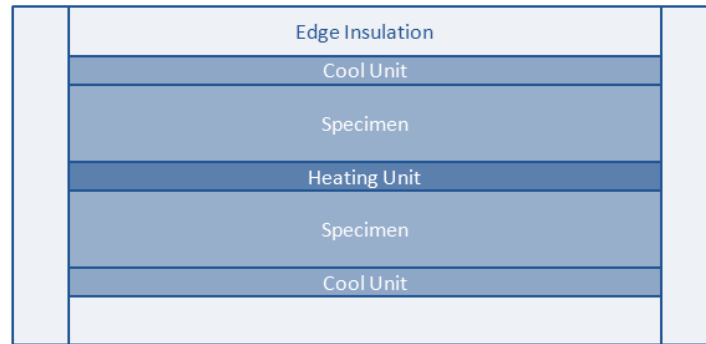 Edge Insulation
Cool Unit
Specimen
Heating Unit
Specimen
Cool Unit